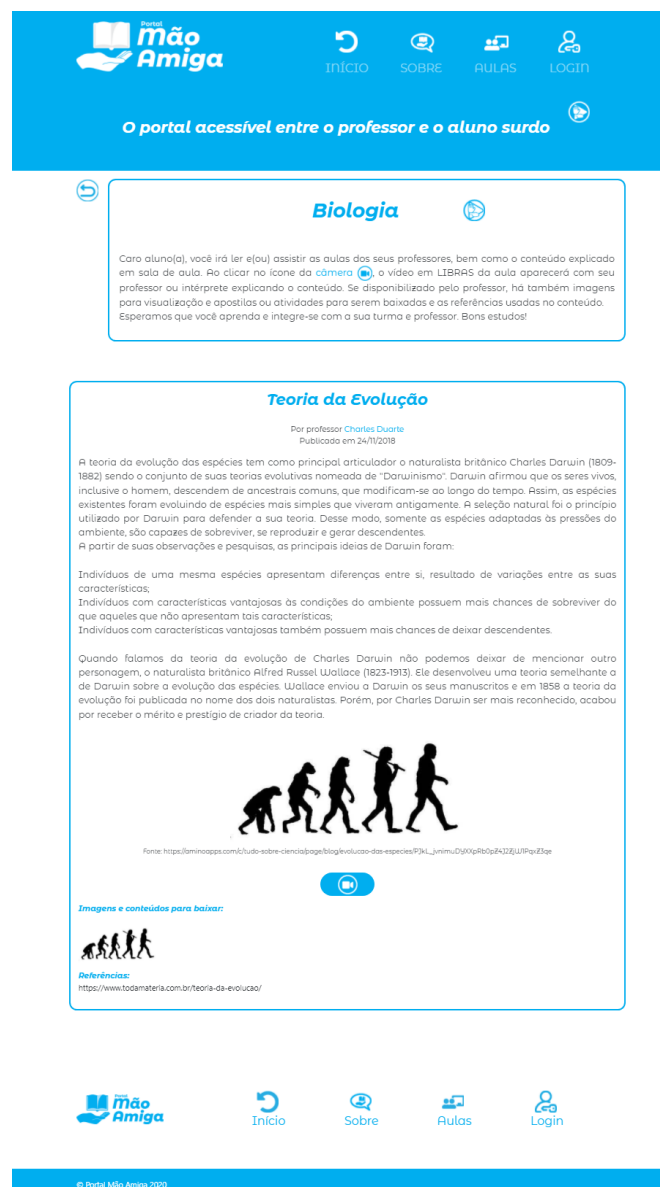 Portal
Mão
Amiga
INÍCIO SOBRE AULAS LOGIN
O portal acessível entre o professor e o aluno surdo
Biologia
Caro aluno(a), você irá ler e(ou) assistir as aulas dos seus professores, bem como o conteúdo explicado
em sala de aula. Ao clicar no ícone da câmera , o vídeo em LIBRAS da aula aparecerá com seu
professor ou intérprete explicando o conteúdo. Se disponibilizado pelo professor, há também imagens
para visualização e apostilas ou atividades para serem baixadas e as referências usadas no conteúdo.
Esperamos que você aprenda e integre-se com a sua turma e professor. Bons estudos!
Teoria da Evolução
Por professor Charles Duarte
Publicada em 24/11/2018
A teoria da evolução das espécies tem como principal articulador o naturalista britânico Charles Darwin (1809-
1882) sendo o conjunto de suas teorias evolutivas nomeada de "Darwinismo". Darwin afirmou que os seres vivos,
inclusive o homem, descendem de ancestrais comuns, que modificam-se ao longo do tempo. Assim, as espécies
existentes foram evoluindo de espécies mais simples que viveram antigamente. A seleção natural foi o princípio
utilizado por Darwin para defender a sua teoria. Desse modo, somente as espécies adaptadas às pressões do
ambiente, são capazes de sobreviver, se reproduzir e gerar descendentes.
A partir de suas observações e pesquisas, as principais ideias de Darwin foram:
Indivíduos de uma mesma espécies apresentam diferenças entre si, resultado de variações entre as suas
características;
Indivíduos com características vantajosas às condições do ambiente possuem mais chances de sobreviver do
que aqueles que não apresentam tais características;
Indivíduos com características vantajosas também possuem mais chances de deixar descendentes.
Quando falamos da teoria da evolução de Charles Darwin não podemos deixar de mencionar outro
personagem, o naturalista britânico Alfred Russel Wallace (1823-1913). Ele desenvolveu uma teoria semelhante a
de Darwin sobre a evolução das espécies. Wallace enviou a Darwin os seus manuscritos e em 1858 a teoria da
evolução foi publicada no nome dos dois naturalistas. Porém, por Charles Darwin ser mais reconhecido, acabou
por receber o mérito e prestígio de criador da teoria.
Fonte:
Imagens e conteúdos para baixar:
Referências:
https://www.todamateria.com.br/teoria-da-evolucao/
Portal
Mão
Amiga
Início Sobre Aulas Login
© Portal Mão Amiga 2020